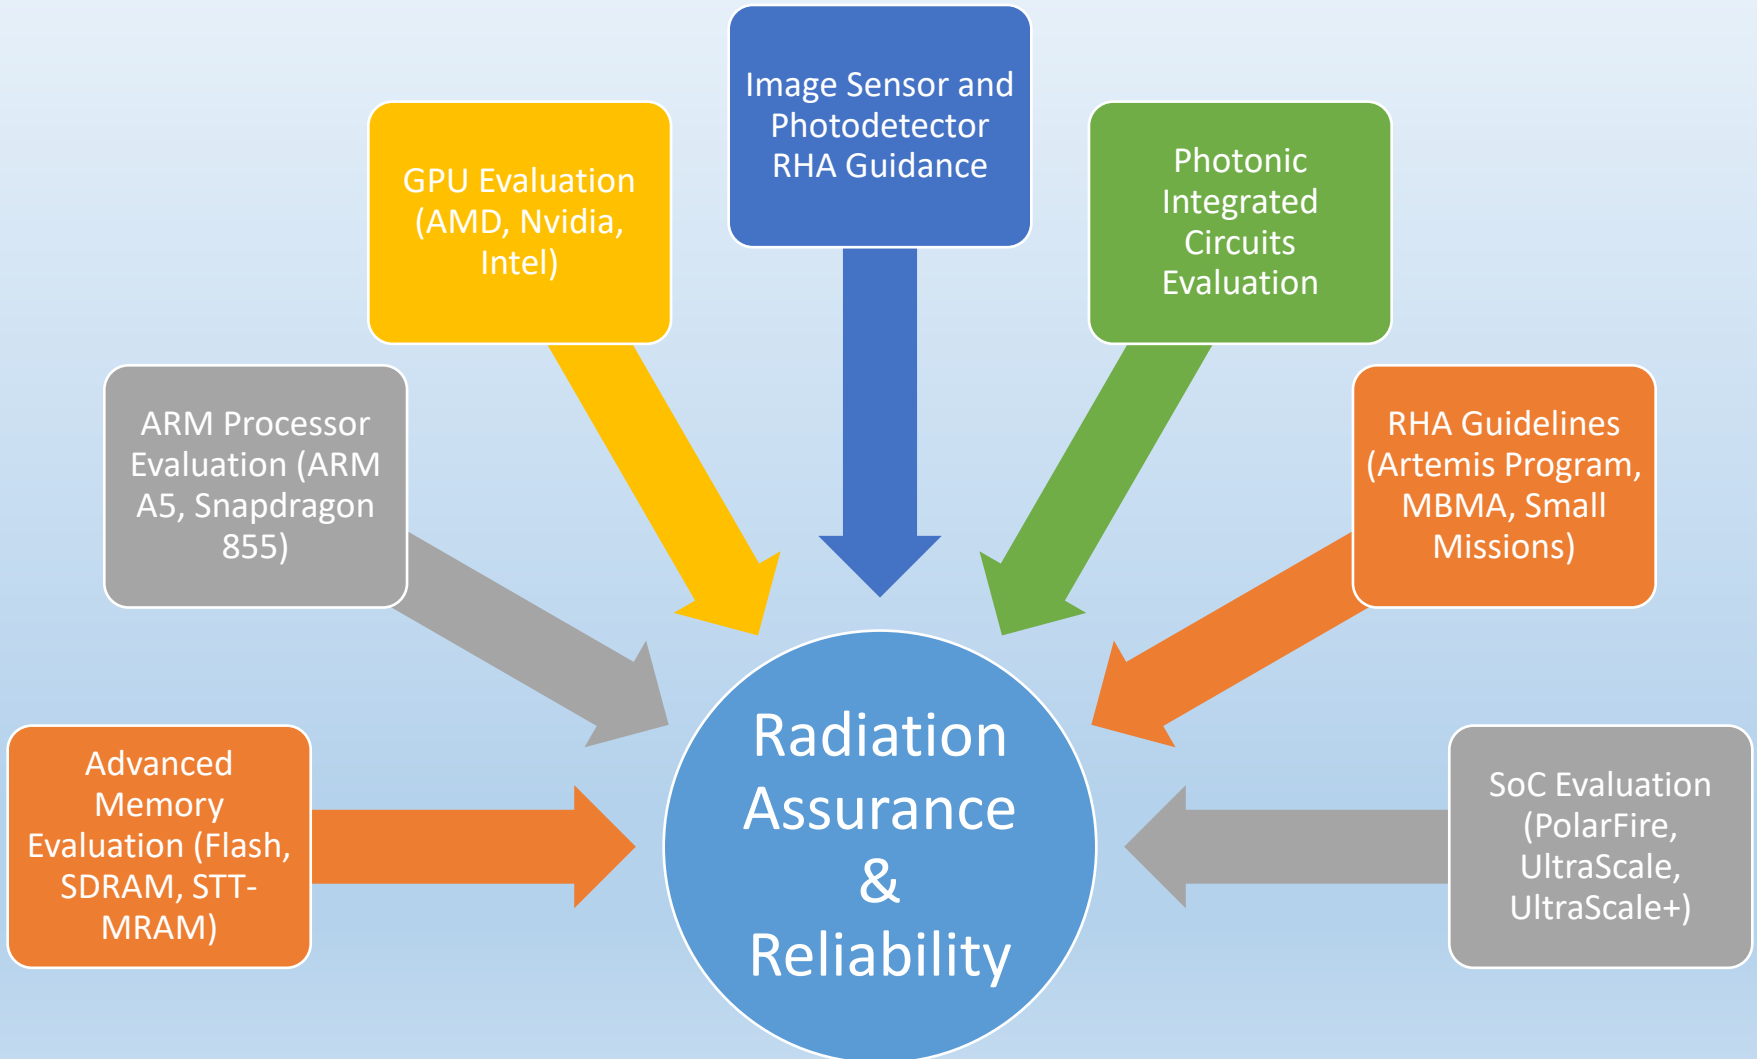 Image Sensor and
Photodetector
RHA Guidance
GPU Evaluation
(AMD, Nvidia,
Intel)
Photonic
Integrated
Circuits
Evaluation
ARM Processor
Evaluation (ARM
A5, Snapdragon
855)
RHA Guidelines
(Artemis Program,
MBMA, Small
Missions)
Advanced
Memory
Evaluation (Flash,
SDRAM, STT-
MRAM)
Radiation
Assurance
&
Reliability
SoC Evaluation
(PolarFire,
UltraScale,
UltraScale+)